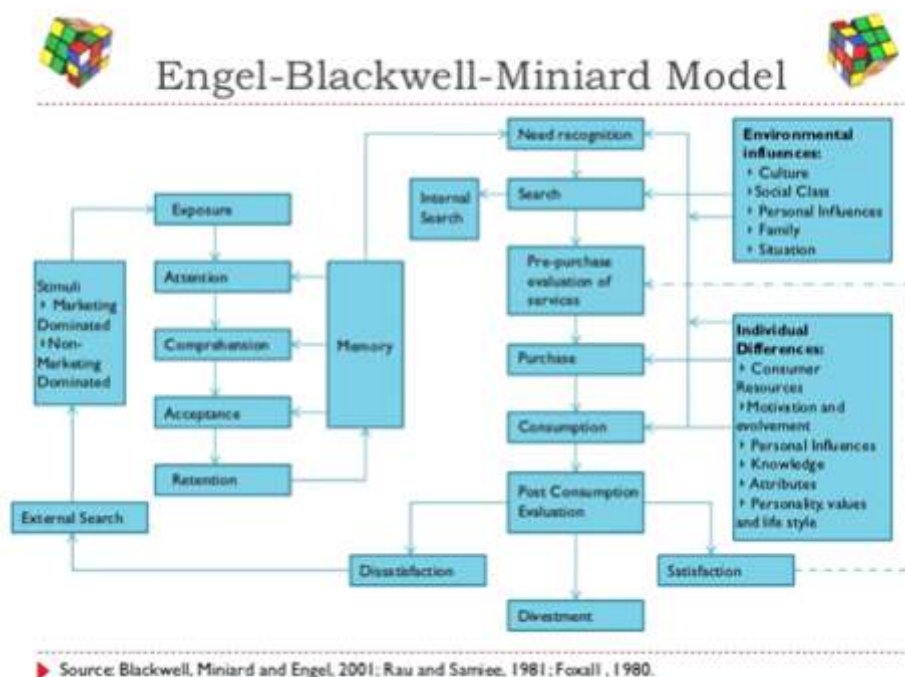 Engel-Blackwell-Miniard Model
Need recognition
Environmental
influences:
Culture
Social Class
Personal Influences
Family
Situation
Internal
Search
Search
Exposure
Pre-purchase
evaluation of
services
Stimuli
Marketing
Dominated
Non-
Marketing
Dominated
Attention
Comprehension
Memory
Purchase
Individual
Differences:
Consumer
Resources
Motivation and
evolvement
Personal Influences
Knowledge
Attributes
Personality, values
and life style
Acceptance
Consumption
Retention
Post Consumption
Evaluation
External Search
Dissatisfaction
Satisfaction
Divestment
Source: Blackwell, Miniard and Engel, 2001; Rau and Samiee, 1981; Foxall , 1980.